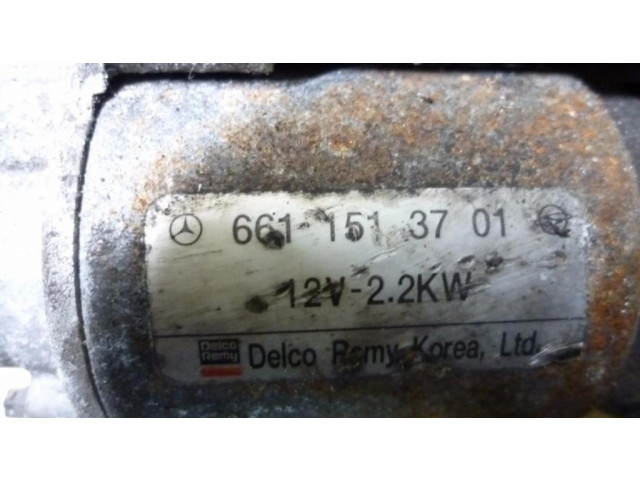 661 151 37 01
12V-2.2KW
Delco Remy Delco Remy Korea, Ltd.